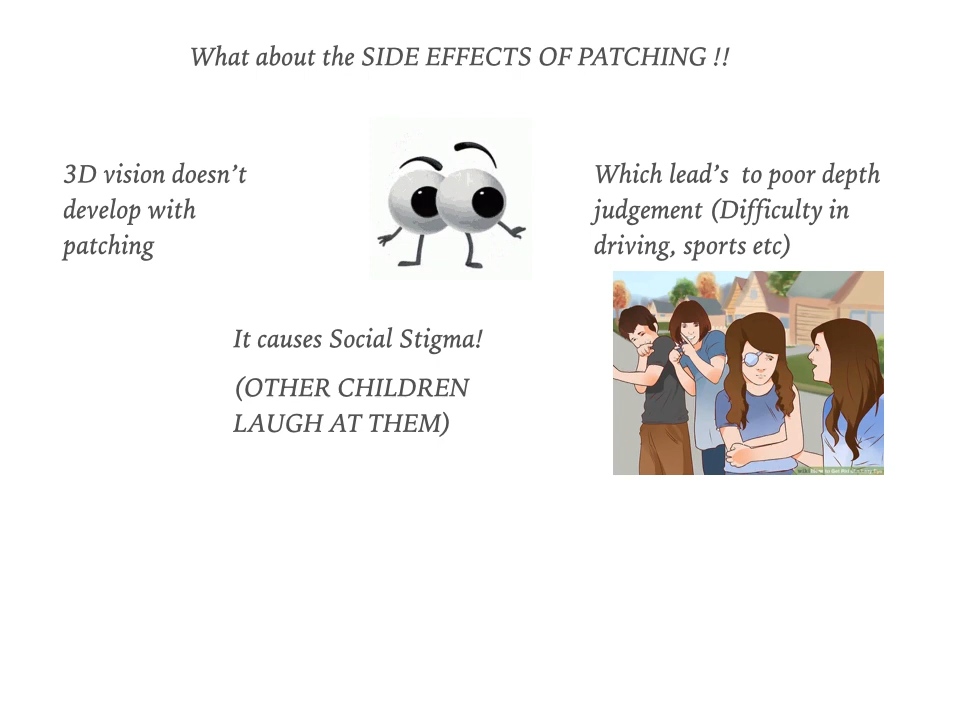 What about the SIDE EFFECTS OF PATCHING !!
3D vision doesn't
develop with
patching
Which lead's to poor depth
judgement (Difficulty in
driving, sports etc)
It causes Social Stigma!
(OTHER CHILDREN
LAUGH AT THEM)